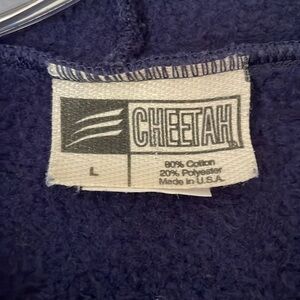 CHEETAH
L
80% Cotton
20% Polyester
Made in U.S.A.